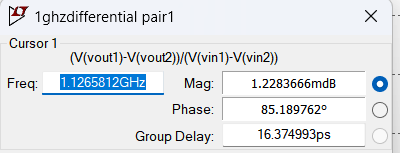 1ghzdifferential pair1
Cursor 1
(V(vout1)-V(vout2))/(V(vin1)-V(vin2))
Freq: 1.1265812GHz Mag: 1.2283666mdB
Phase: 85.189762º
Group Delay: 16.374993ps